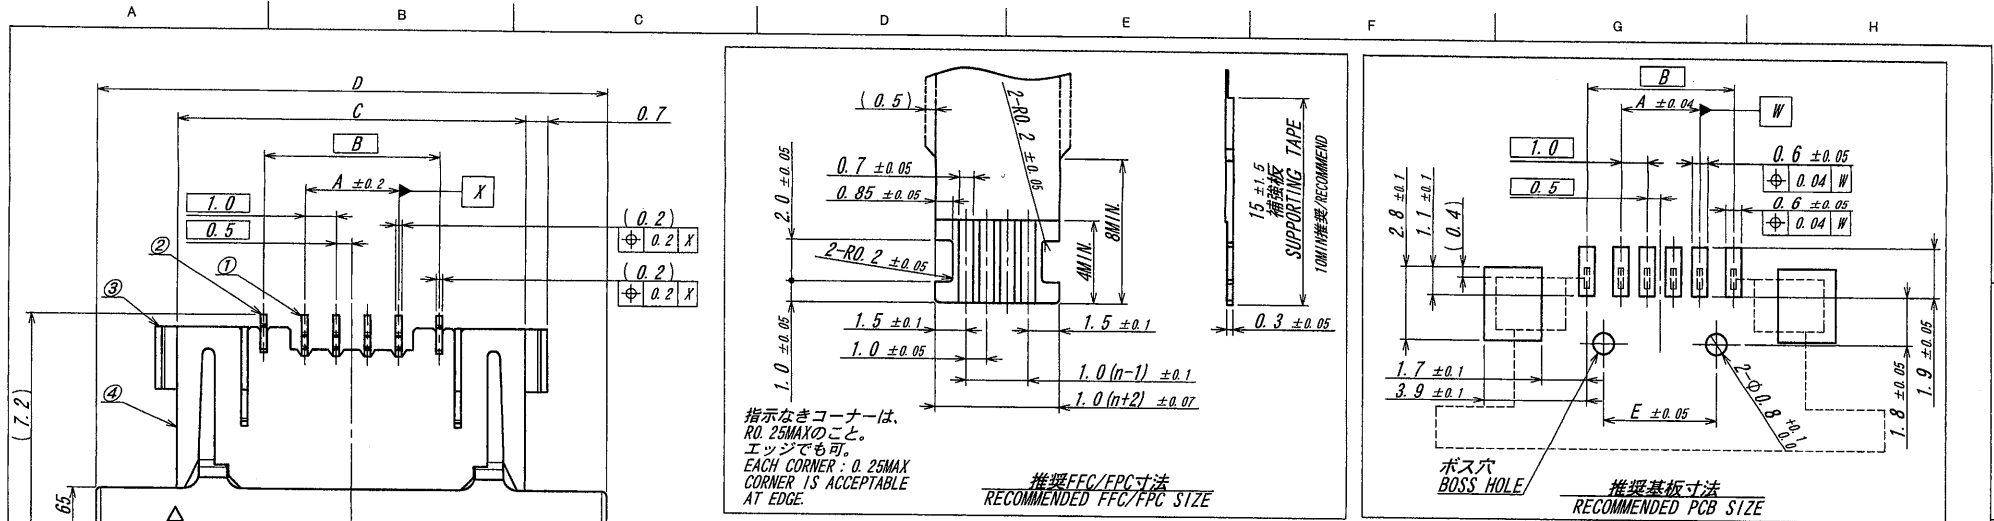 A B C D E F G H
D
C
0.7
B
A ±0.2
X
1.0
0.5
(0.2)
⌖ 0.2 X
(0.2)
⌖ 0.2 X
②
①
③
④
(7.2)
65
(0.5)
2-R0.2 ±0.05
0.7 ±0.05
0.85 ±0.05
2.0 ±0.05
2-R0.2 ±0.05
4MIN.
8MIN.
15 ±1.5
補強板
SUPPORTING TAPE
10MIN推奨/RECOMMEND
1.5 ±0.1
1.5 ±0.1
0.3 ±0.05
1.0 ±0.05
1.0 ±0.05
1.0(n-1) ±0.1
1.0(n+2) ±0.07
指示なきコーナーは、
R0.25MAXのこと。
エッジでも可。
EACH CORNER : 0.25MAX
CORNER IS ACCEPTABLE
AT EDGE.
推奨FFC/FPC寸法
RECOMMENDED FFC/FPC SIZE
B
A ±0.04
W
1.0
0.6 ±0.05
⌖ 0.04 W
0.5
0.6 ±0.05
⌖ 0.04 W
2.8 ±0.1
1.1 ±0.1
(0.4)
1.7 ±0.1
3.9 ±0.1
E ±0.05
2-Φ0.8 +0.1 0.0
1.8 ±0.05
1.9 ±0.05
ボス穴
BOSS HOLE
推奨基板寸法
RECOMMENDED PCB SIZE